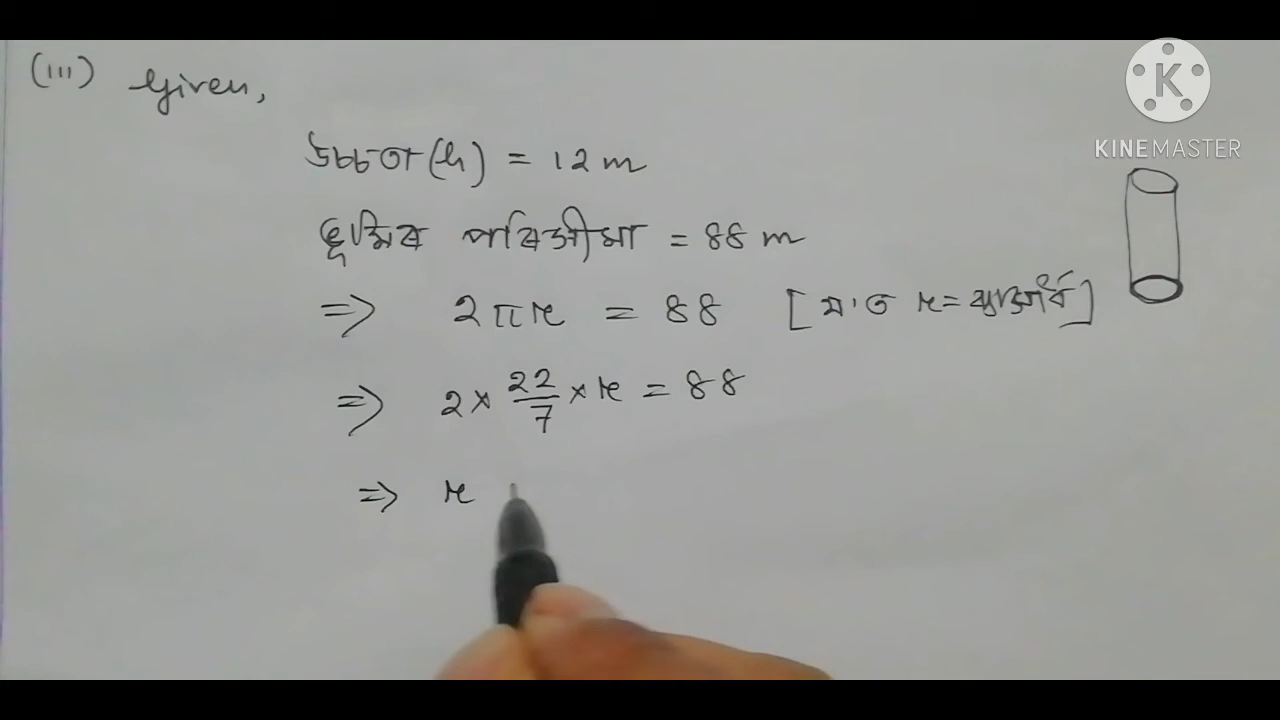 (iii) Given,
উচ্চতা (h) = 12 m
ভূমিৰ পৰিসীমা = 88 m
=> 2πr = 88 [য'ত r = ব্যাসাৰ্ধ]
=> 2 × 22/7 × r = 88
=> r
KINEMASTER